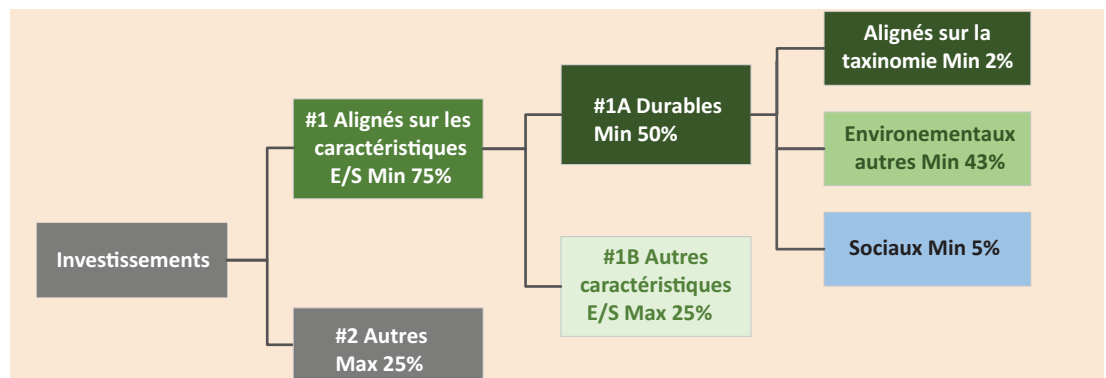 Investissements
#1 Alignés sur les
caractéristiques
E/S Min 75%
#2 Autres
Max 25%
#1A Durables
Min 50%
#1B Autres
caractéristiques
E/S Max 25%
Alignés sur la
taxinomie Min 2%
Environementaux
autres Min 43%
Sociaux Min 5%